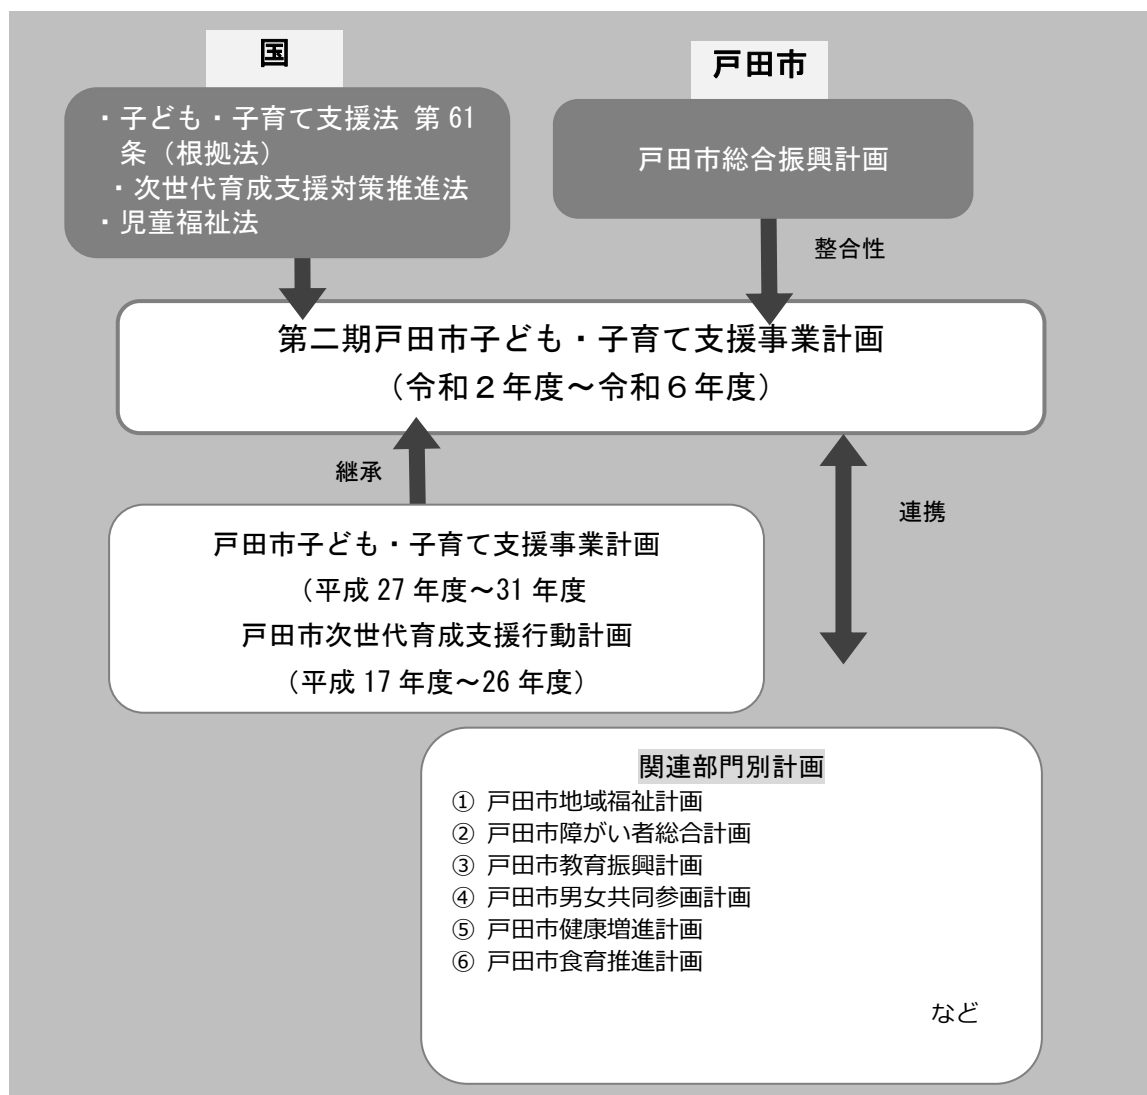 国
・子ども・子育て支援法 第 61
条（根拠法）
・次世代育成支援対策推進法
・児童福祉法
戸田市
戸田市総合振興計画
整合性
第二期戸田市子ども・子育て支援事業計画
（令和２年度～令和６年度）
継承
連携
戸田市子ども・子育て支援事業計画
（平成 27 年度～31 年度
戸田市次世代育成支援行動計画
（平成 17 年度～26 年度）
関連部門別計画
① 戸田市地域福祉計画
② 戸田市障がい者総合計画
③ 戸田市教育振興計画
④ 戸田市男女共同参画計画
⑤ 戸田市健康増進計画
⑥ 戸田市食育推進計画
など